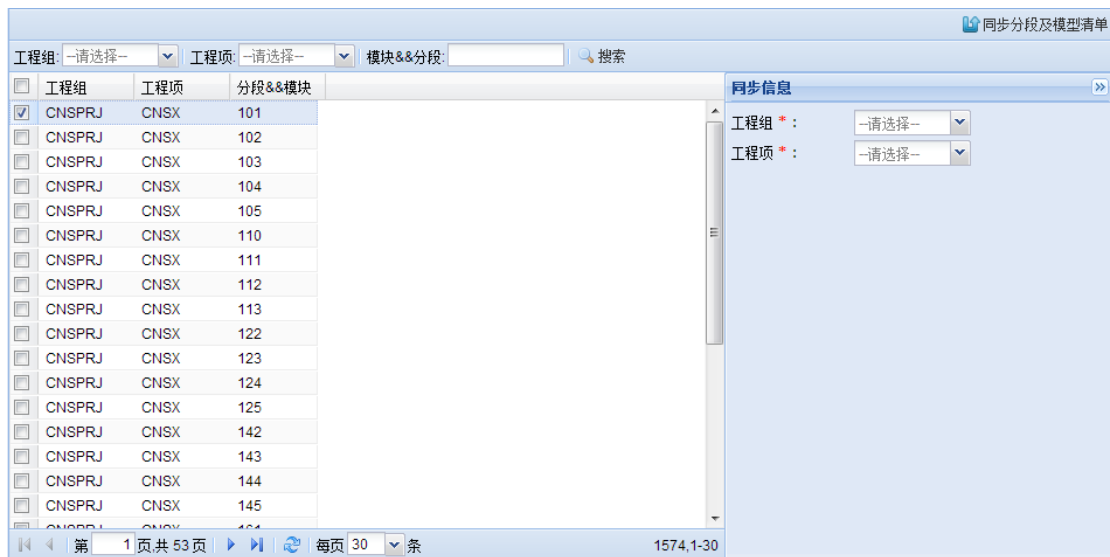 同步分段及模型清单
工程组: --请选择-- 工程项: --请选择-- 模块&&分段: 搜索
工程组 工程项 分段&&模块
CNSPRJ CNSX 101
CNSPRJ CNSX 102
CNSPRJ CNSX 103
CNSPRJ CNSX 104
CNSPRJ CNSX 105
CNSPRJ CNSX 110
CNSPRJ CNSX 111
CNSPRJ CNSX 112
CNSPRJ CNSX 113
CNSPRJ CNSX 122
CNSPRJ CNSX 123
CNSPRJ CNSX 124
CNSPRJ CNSX 125
CNSPRJ CNSX 142
CNSPRJ CNSX 143
CNSPRJ CNSX 144
CNSPRJ CNSX 145
第 1 页,共 53 页 每页 30 条 1574,1-30
同步信息
工程组 * : --请选择--
工程项 * : --请选择--